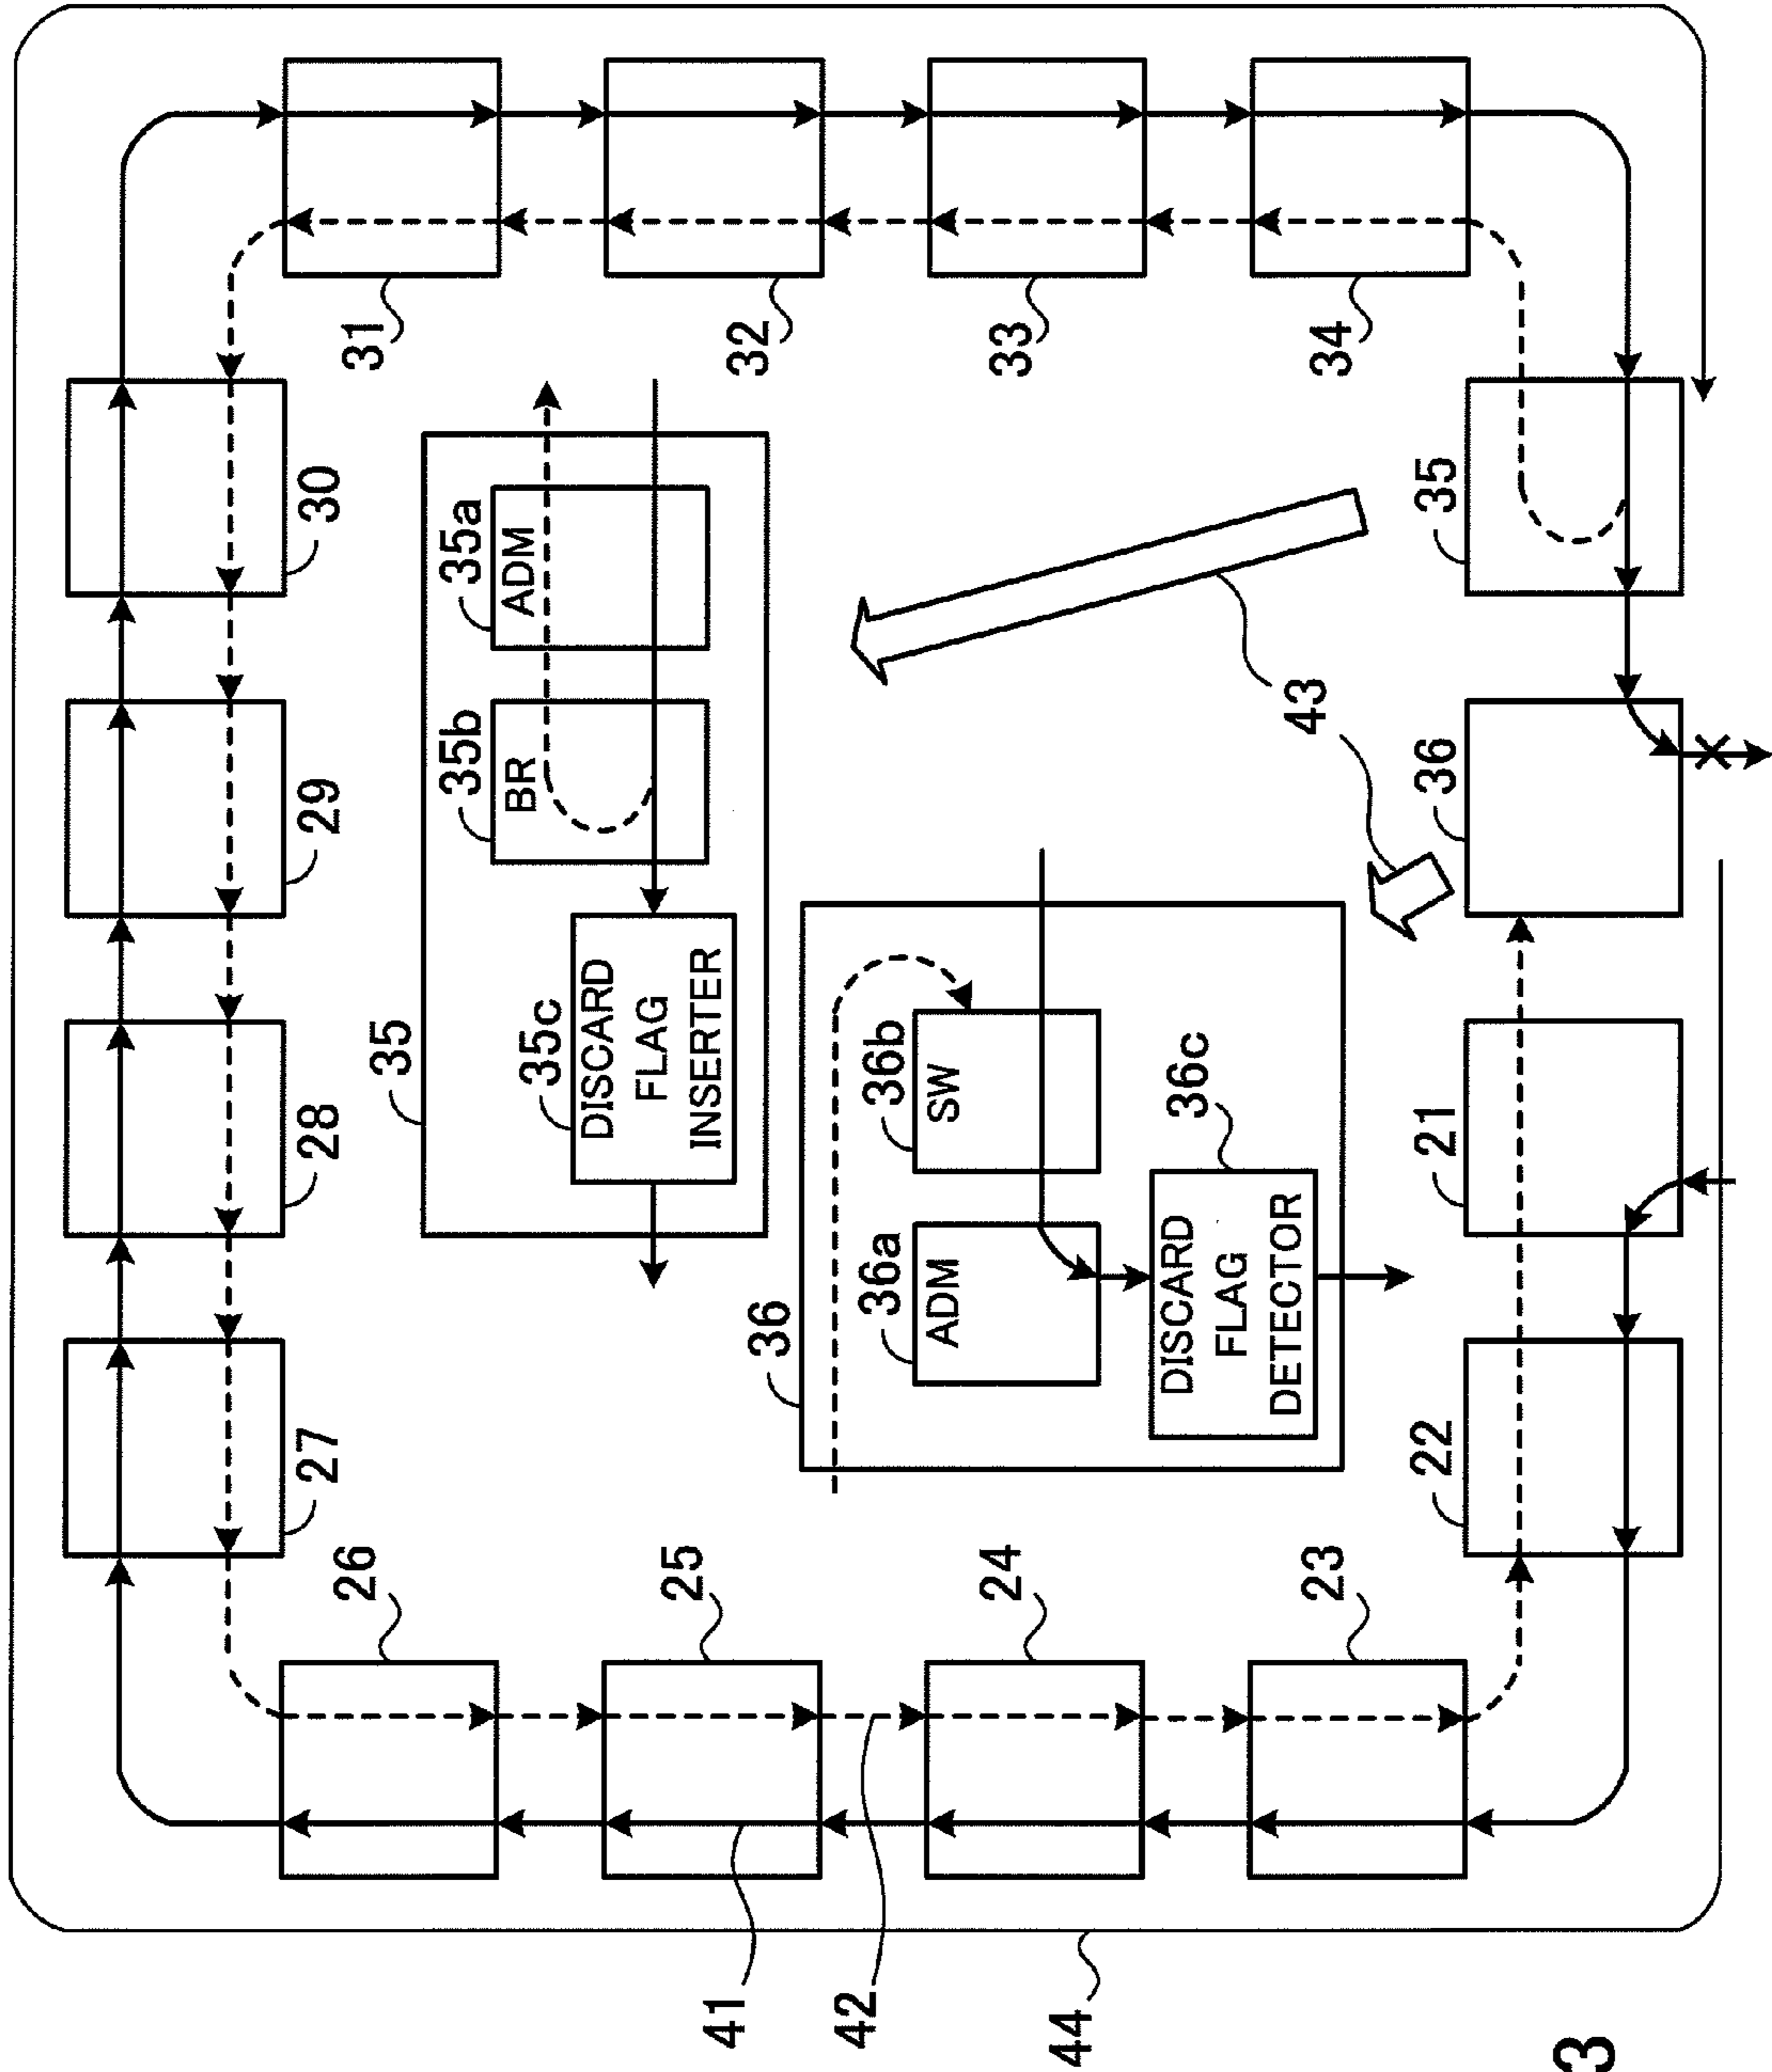 31
32
33
34
30
35a
ADM
35b
BR
35
35c
DISCARD
FLAG
INSERTER
35
29
43
36
28
36b
SW
36c
21
36a
ADM
DISCARD
FLAG
DETECTOR
36
27
22
26
25
24
23
41
42
44
3